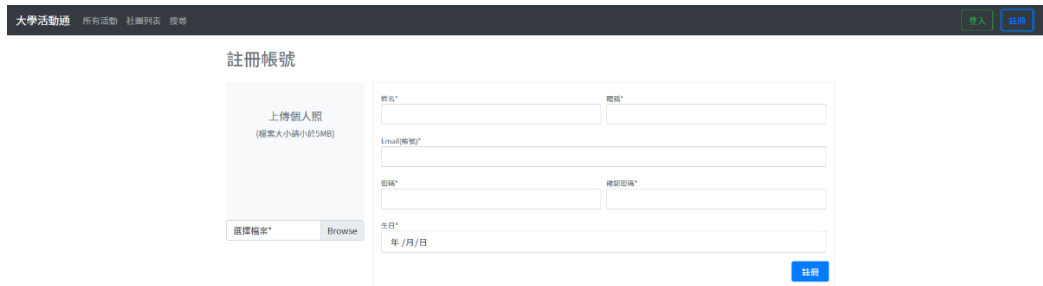 大學活動通 所有活動 社團列表 搜尋 登入 註冊
註冊帳號
上傳個人照
(檔案大小請小於5MB)
選擇檔案* Browse
姓名* 暱稱*
Email(帳號)*
密碼* 確認密碼*
生日*
年 /月/日
註冊